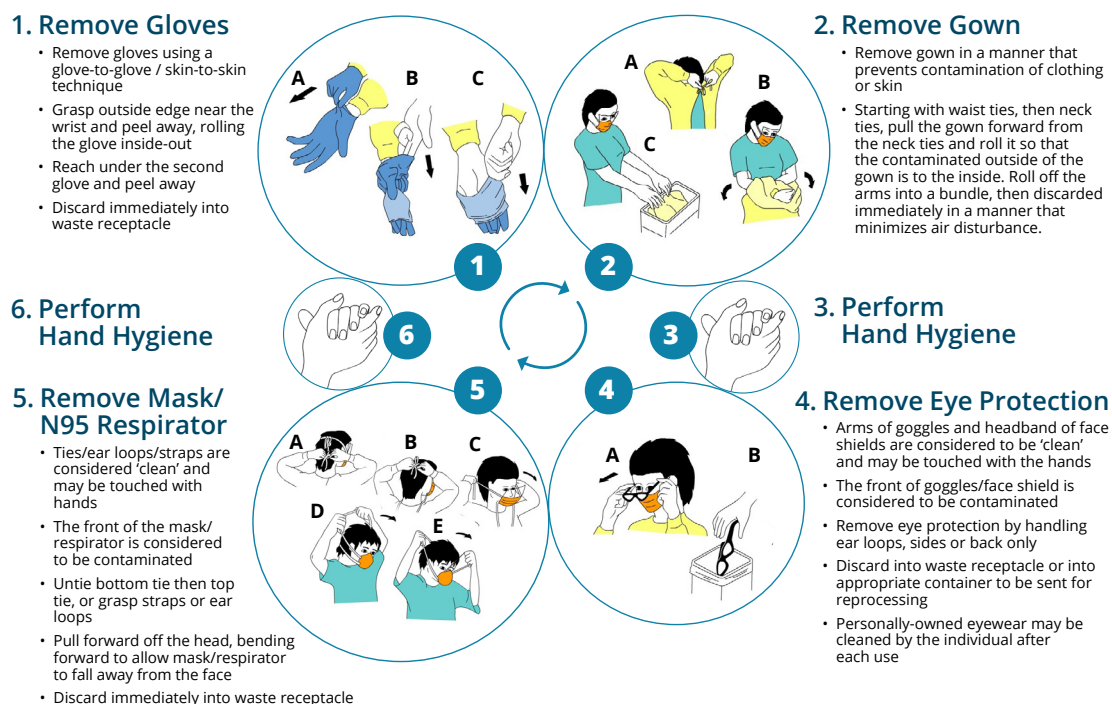 1. Remove Gloves
• Remove gloves using a
glove-to-glove / skin-to-skin
technique
• Grasp outside edge near the
wrist and peel away, rolling
the glove inside-out
• Reach under the second
glove and peel away
• Discard immediately into
waste receptacle
A
B
C
1
2. Remove Gown
• Remove gown in a manner that
prevents contamination of clothing
or skin
• Starting with waist ties, then neck
ties, pull the gown forward from
the neck ties and roll it so that
the contaminated outside of the
gown is to the inside. Roll off the
arms into a bundle, then discarded
immediately in a manner that
minimizes air disturbance.
A
B
C
2
3. Perform
Hand Hygiene
3
4. Remove Eye Protection
• Arms of goggles and headband of face
shields are considered to be ‘clean’
and may be touched with the hands
• The front of goggles/face shield is
considered to be contaminated
• Remove eye protection by handling
ear loops, sides or back only
• Discard into waste receptacle or into
appropriate container to be sent for
reprocessing
• Personally-owned eyewear may be
cleaned by the individual after
each use
4
A
B
5. Remove Mask/
N95 Respirator
• Ties/ear loops/straps are
considered ‘clean’ and
may be touched with
hands
• The front of the mask/
respirator is considered
to be contaminated
• Untie bottom tie then top
tie, or grasp straps or ear
loops
• Pull forward off the head, bending
forward to allow mask/respirator
to fall away from the face
• Discard immediately into waste receptacle
5
A
B
C
D
E
6. Perform
Hand Hygiene
6